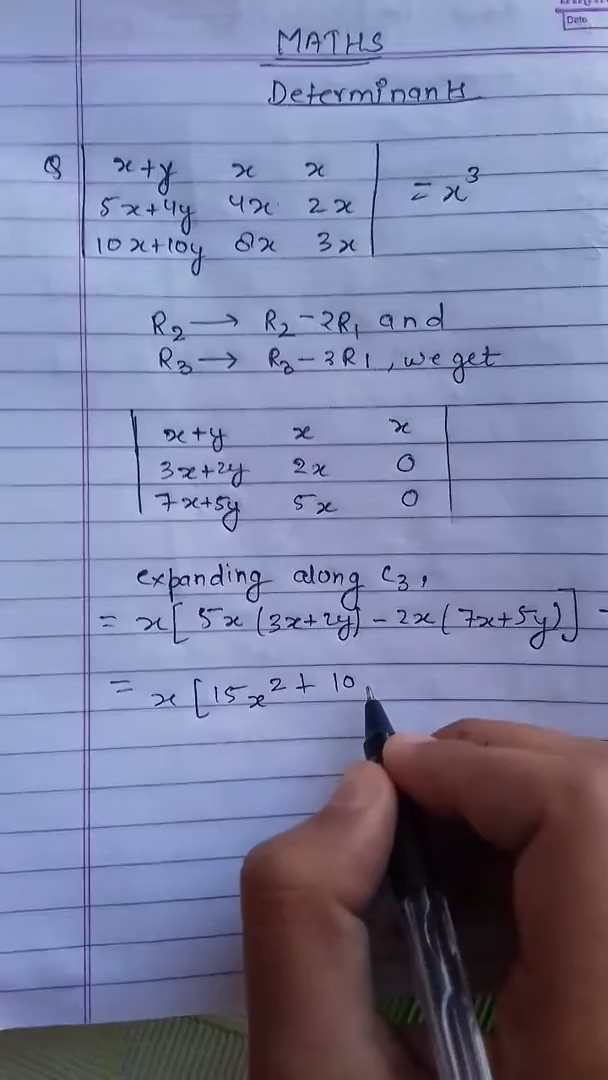 Date
MATHS
Determinants
Q | x+y x x | = x³
| 5x+4y 4x 2x |
| 10x+10y 8x 3x |
R₂ → R₂-2R₁ and
R₃ → R₃-3R₁, we get
| x+y x x |
| 3x+2y 2x 0 |
| 7x+5y 5x 0 |
expanding along C₃,
= x[5x(3x+2y)-2x(7x+5y)] -
= x[15x²+10